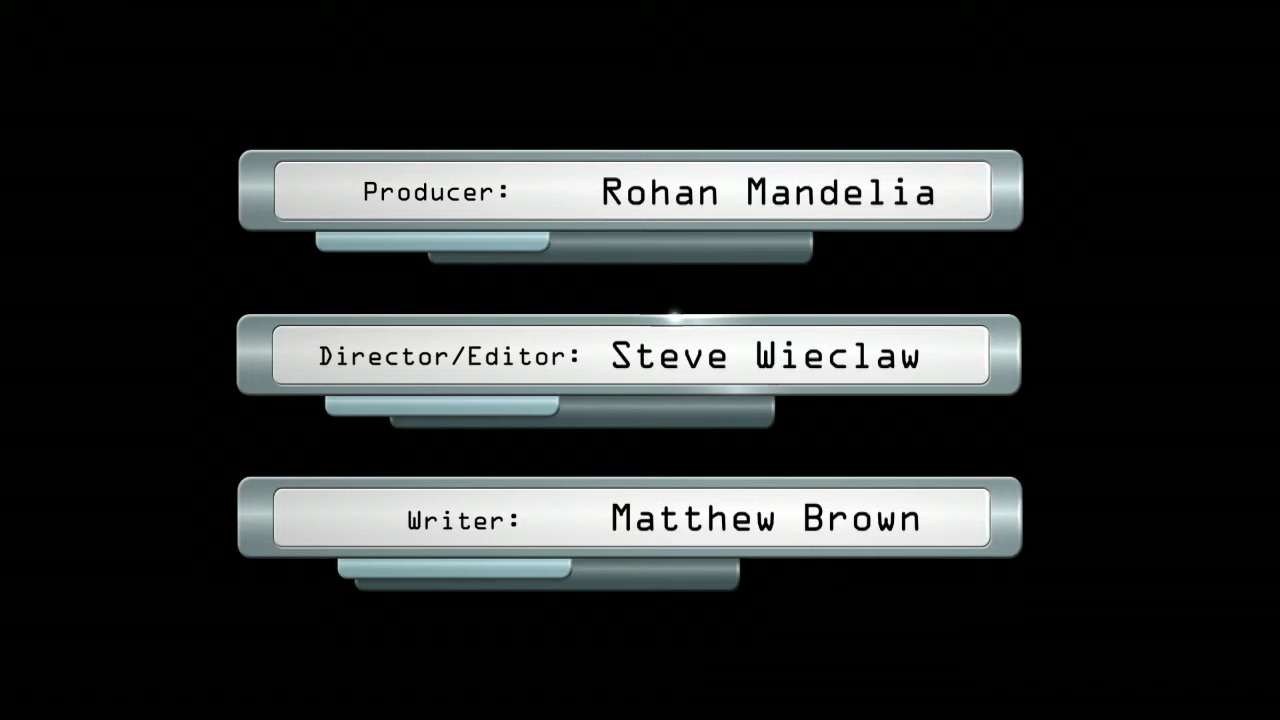 Producer: Rohan Mandelia
Director/Editor: Steve Wieclaw
Writer: Matthew Brown